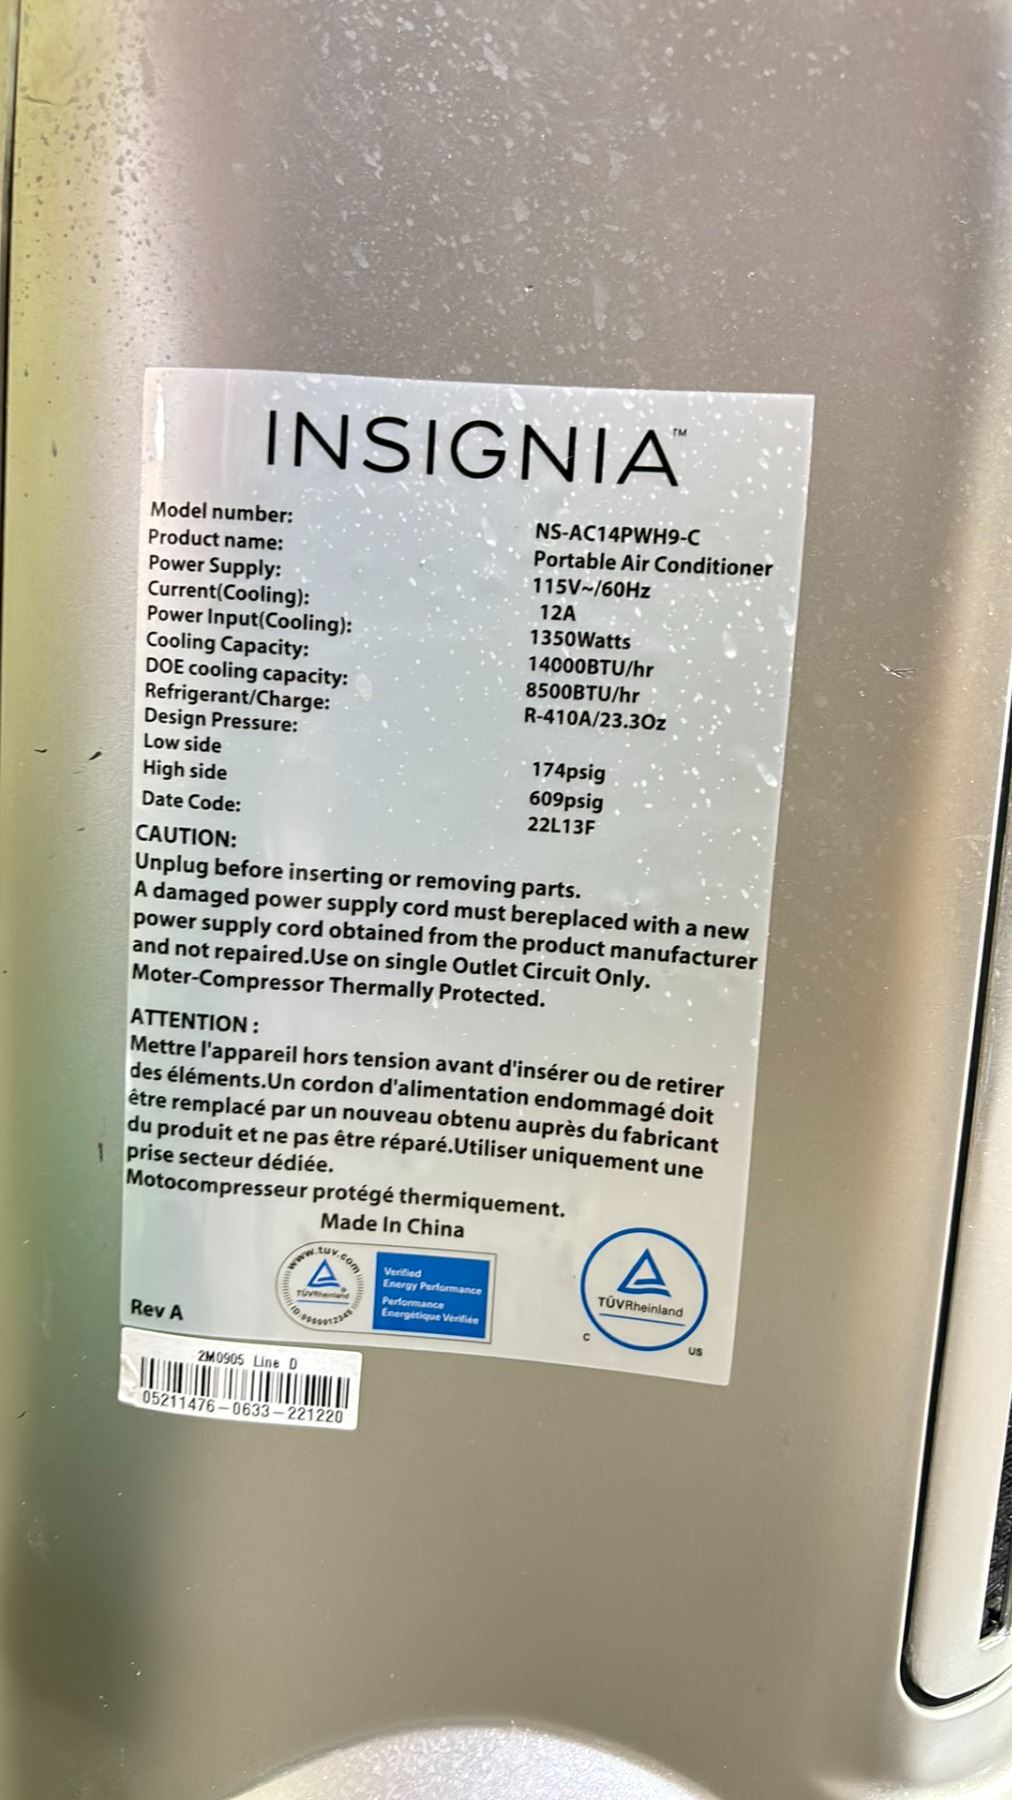 INSIGNIA™
Model number: NS-AC14PWH9-C
Product name: Portable Air Conditioner
Power Supply: 115V~/60Hz
Current(Cooling): 12A
Power Input(Cooling): 1350Watts
Cooling Capacity: 14000BTU/hr
DOE cooling capacity: 8500BTU/hr
Refrigerant/Charge: R-410A/23.3Oz
Design Pressure:
Low side 174psig
High side 609psig
Date Code: 22L13F
CAUTION:
Unplug before inserting or removing parts.
A damaged power supply cord must bereplaced with a new
power supply cord obtained from the product manufacturer
and not repaired.Use on single Outlet Circuit Only.
Moter-Compressor Thermally Protected.
ATTENTION :
Mettre l'appareil hors tension avant d'insérer ou de retirer
des éléments.Un cordon d'alimentation endommagé doit
être remplacé par un nouveau obtenu auprès du fabricant
du produit et ne pas être réparé.Utiliser uniquement une
prise secteur dédiée.
Motocompresseur protégé thermiquement.
Made In China
www.tuv.com
TÜVRheinland
ID:0000012345
Verified
Energy Performance
Performance
Énergétique Vérifiée
TÜVRheinland
C US
Rev A
2M0905 Line D
05211476-0633-221220